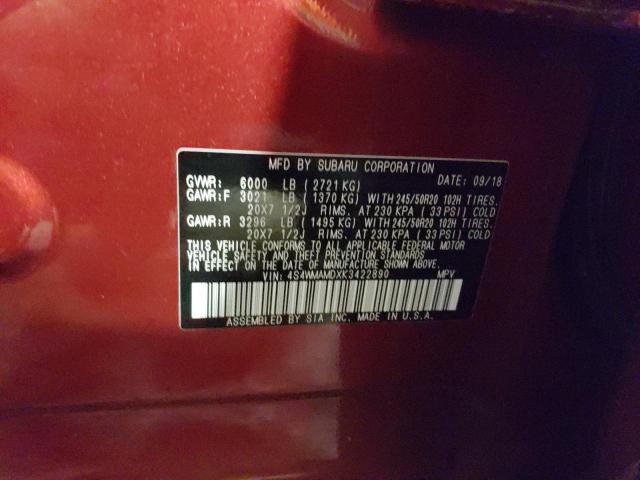 MFD BY SUBARU CORPORATION
DATE: 09/18
GVWR: 6000 LB ( 2721 KG)
GAWR:F 3021 LB ( 1370 KG) WITH 245/50R20 102H TIRES.
20X7 1/2J RIMS. AT 230 KPA ( 33 PSI) COLD
GAWR:R 3296 LB ( 1495 KG) WITH 245/50R20 102H TIRES.
20X7 1/2J RIMS. AT 230 KPA ( 33 PSI) COLD
THIS VEHICLE CONFORMS TO ALL APPLICABLE FEDERAL MOTOR
VEHICLE SAFETY AND THEFT PREVENTION STANDARDS
IN EFFECT ON THE DATE OF MANUFACTURE SHOWN ABOVE.
VIN: 4S4WMAMDXK3422890 MPV
ASSEMBLED BY SIA INC. MADE IN U.S.A.